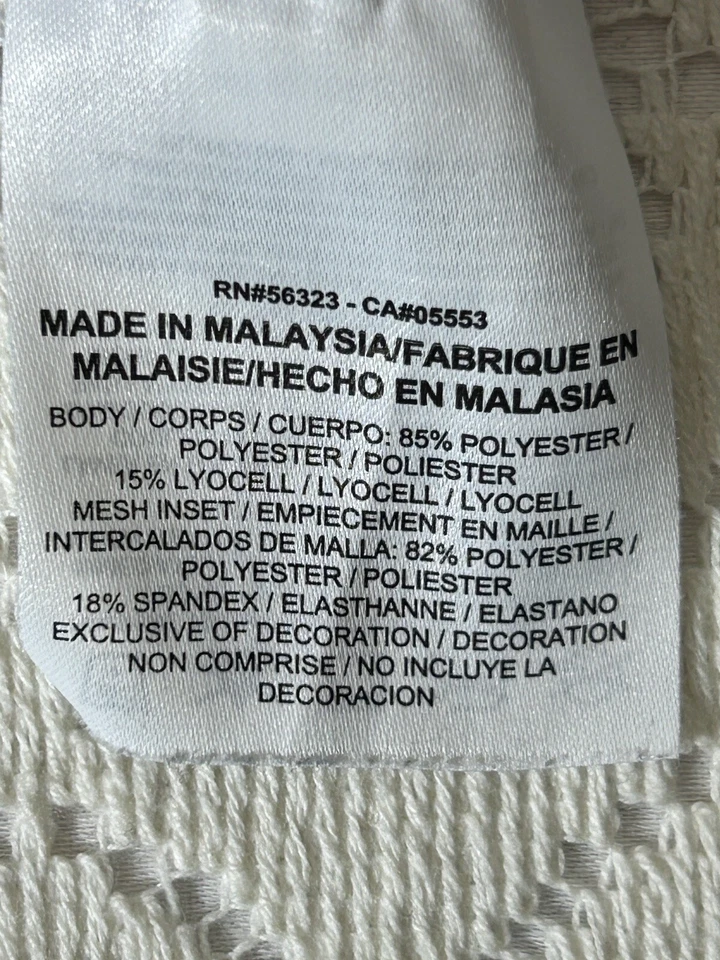 RN#56323 - CA#05553
MADE IN MALAYSIA/FABRIQUE EN
MALAISIE/HECHO EN MALASIA
BODY / CORPS / CUERPO: 85% POLYESTER /
POLYESTER / POLIESTER
15% LYOCELL / LYOCELL / LYOCELL
MESH INSET / EMPIECEMENT EN MAILLE /
INTERCALADOS DE MALLA: 82% POLYESTER /
POLYESTER / POLIESTER
18% SPANDEX / ELASTHANNE / ELASTANO
EXCLUSIVE OF DECORATION / DECORATION
NON COMPRISE / NO INCLUYE LA
DECORACION